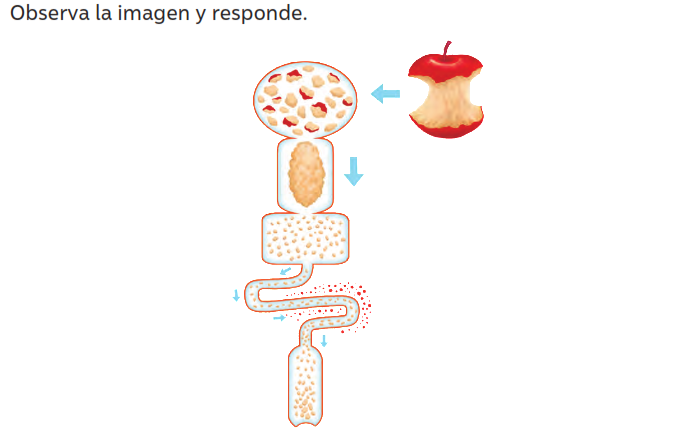 Observa la imagen y responde.